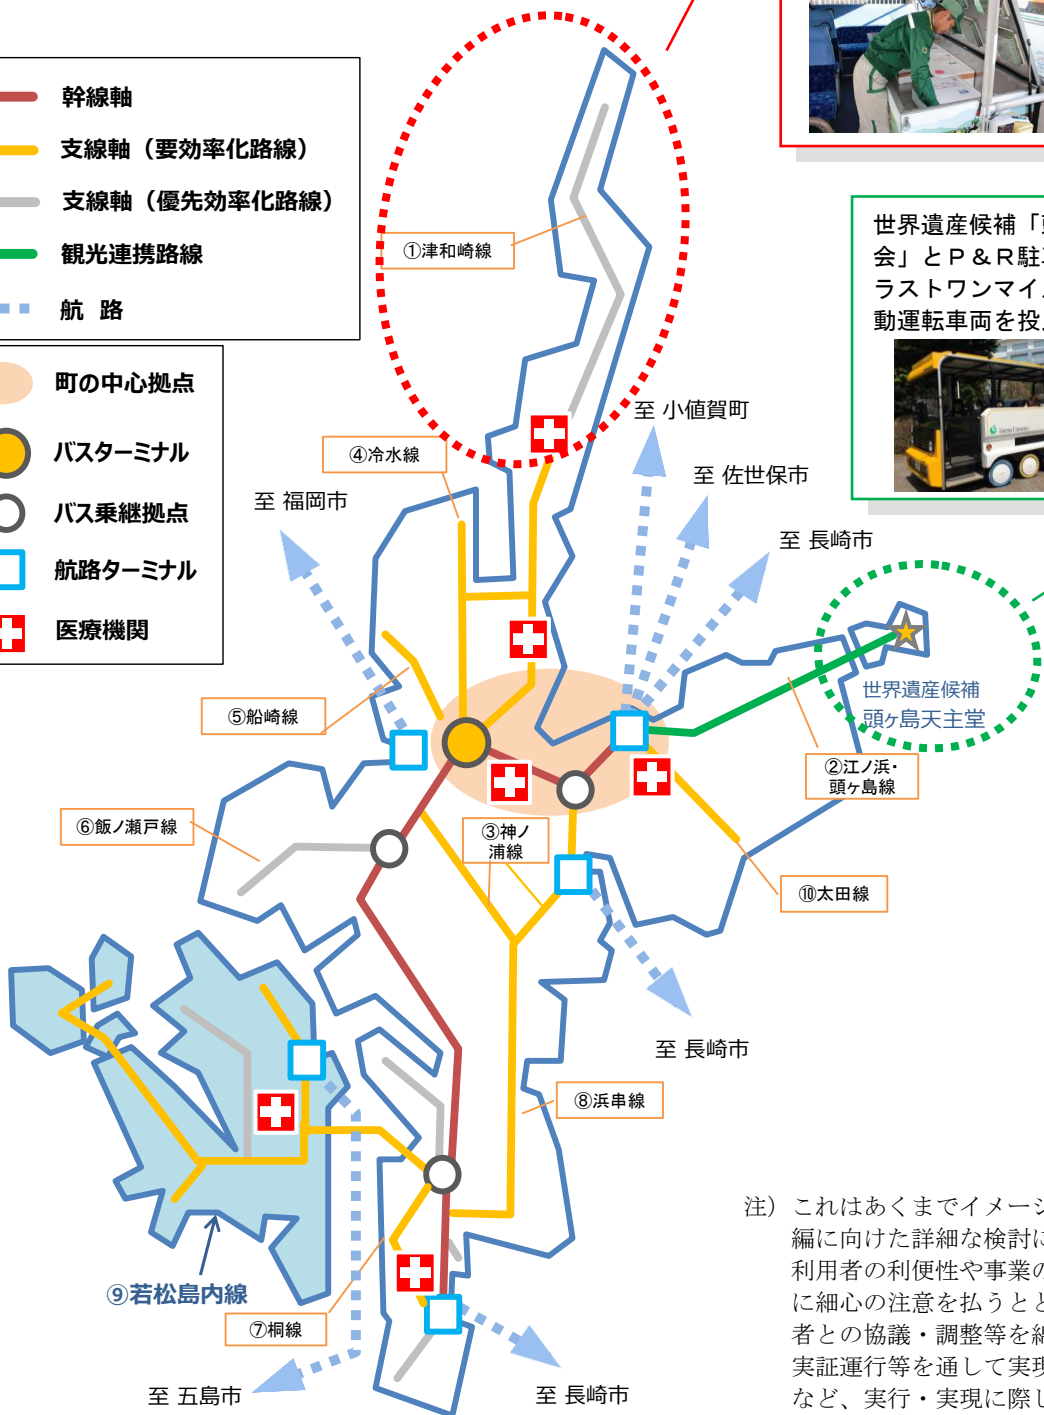 幹線軸
支線軸（要効率化路線）
支線軸（優先効率化路線）
観光連携路線
航 路
町の中心拠点
バスターミナル
バス乗継拠点
航路ターミナル
医療機関
①津和崎線
④冷水線
至 福岡市
至 小値賀町
至 佐世保市
至 長崎市
世界遺産候補「
会」とＰ＆Ｒ駐
ラストワンマイ
動運転車両を投
世界遺産候補
頭ヶ島天主堂
②江ノ浜・
頭ヶ島線
⑤船崎線
⑥飯ノ瀬戸線
③神ノ
浦線
⑩太田線
至 長崎市
⑧浜串線
⑨若松島内線
⑦桐線
至 五島市
至 長崎市
注）これはあくまでイメージ
編に向けた詳細な検討に
利用者の利便性や事業の
に細心の注意を払うとと
者との協議・調整等を
実証運行等を通して実現
など、実行・実現に際し